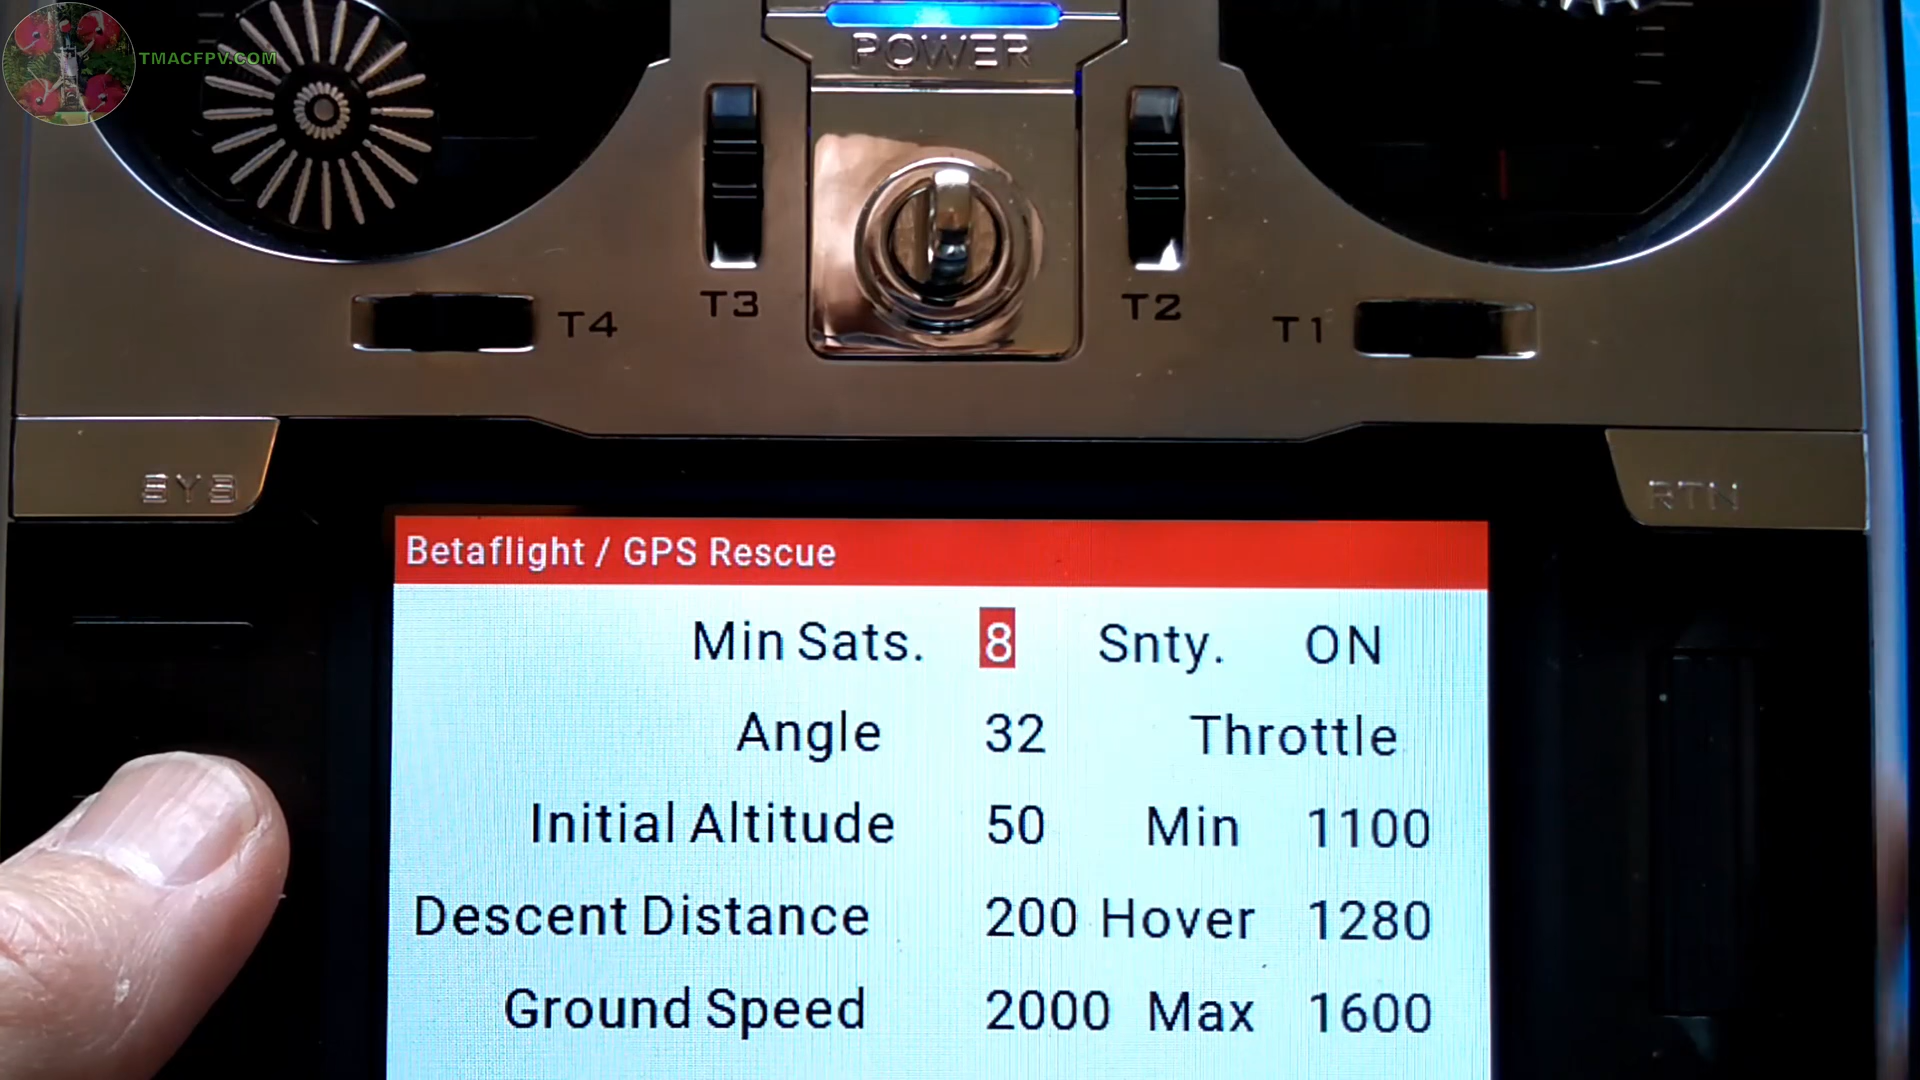 TMACFPV.COM
POWER
T4
T3
T2
T1
SYS
RTN
Betaflight / GPS Rescue
Min Sats. 8 Snty. ON
Angle 32 Throttle
Initial Altitude 50 Min 1100
Descent Distance 200 Hover 1280
Ground Speed 2000 Max 1600